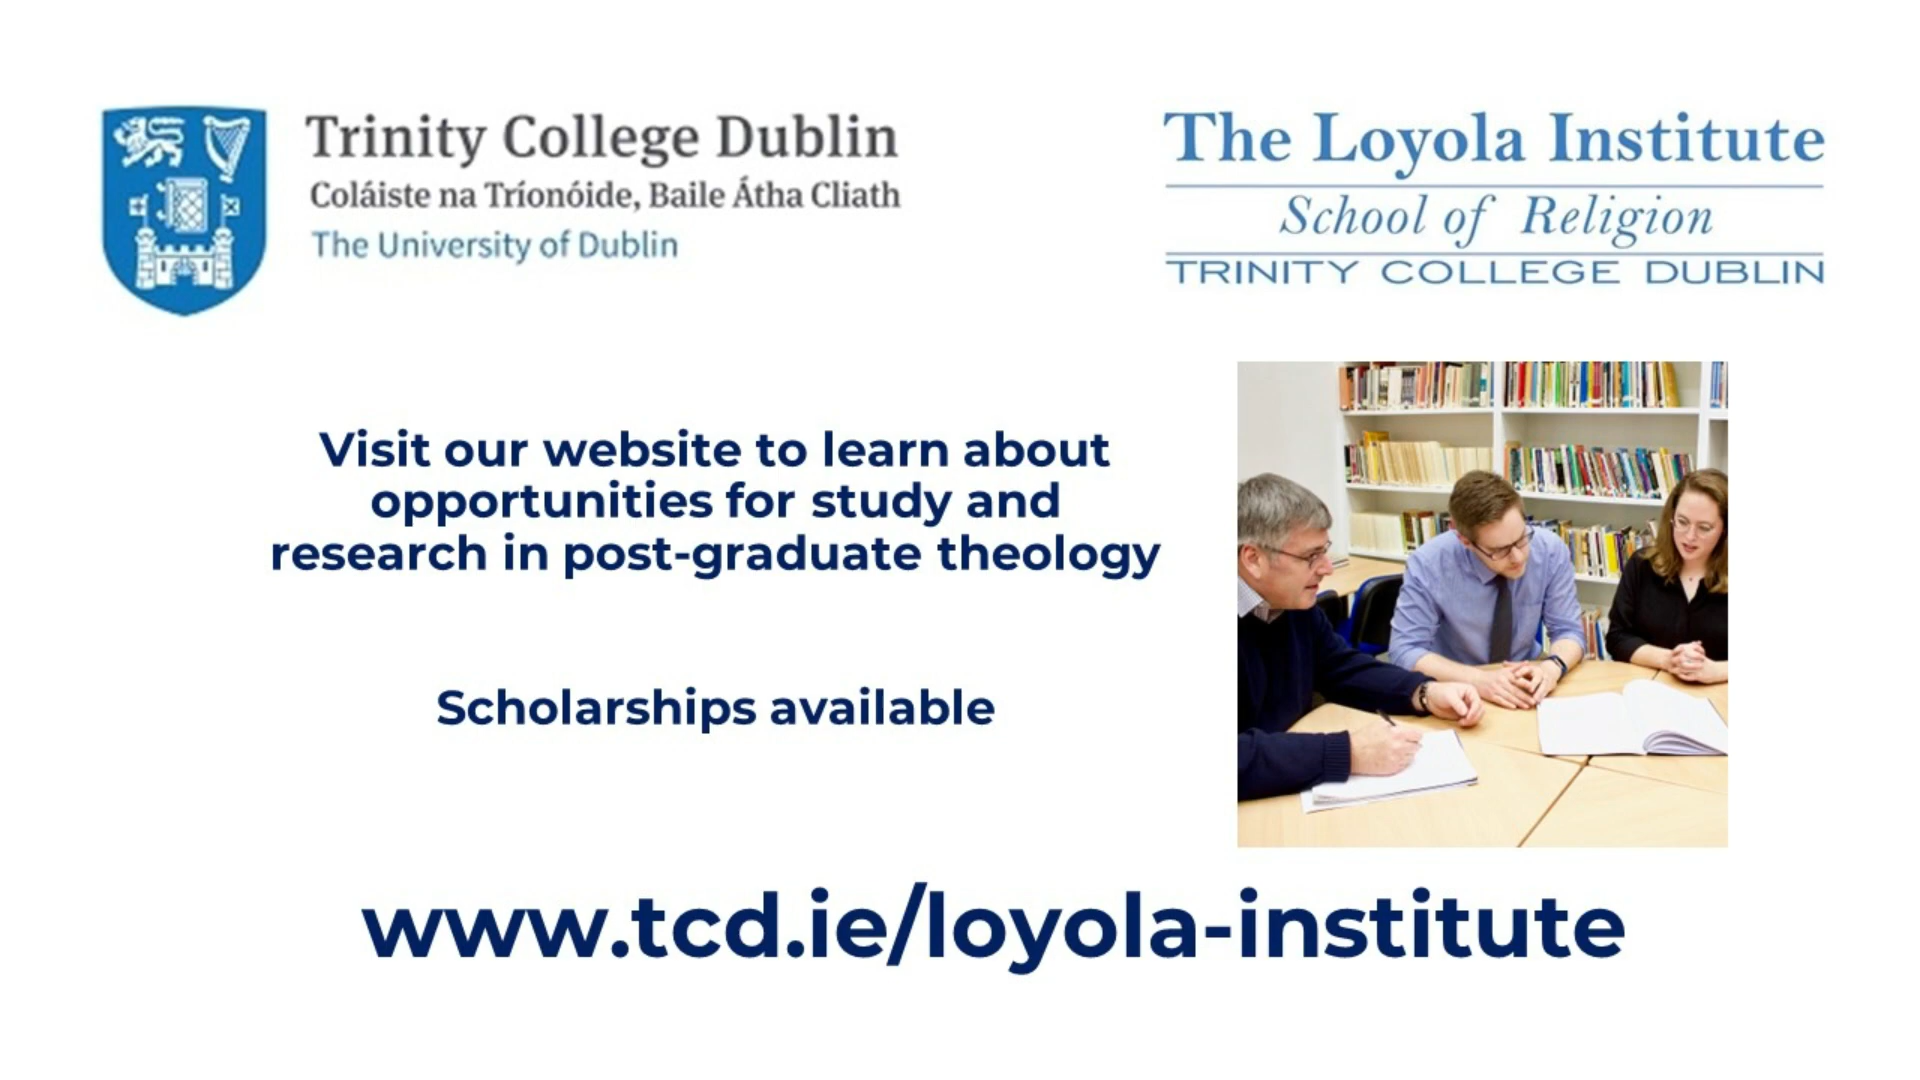 Trinity College Dublin
Coláiste na Tríonóide, Baile Átha Cliath
The University of Dublin
The Loyola Institute
School of Religion
TRINITY COLLEGE DUBLIN
Visit our website to learn about
opportunities for study and
research in post-graduate theology
Scholarships available
www.tcd.ie/loyola-institute